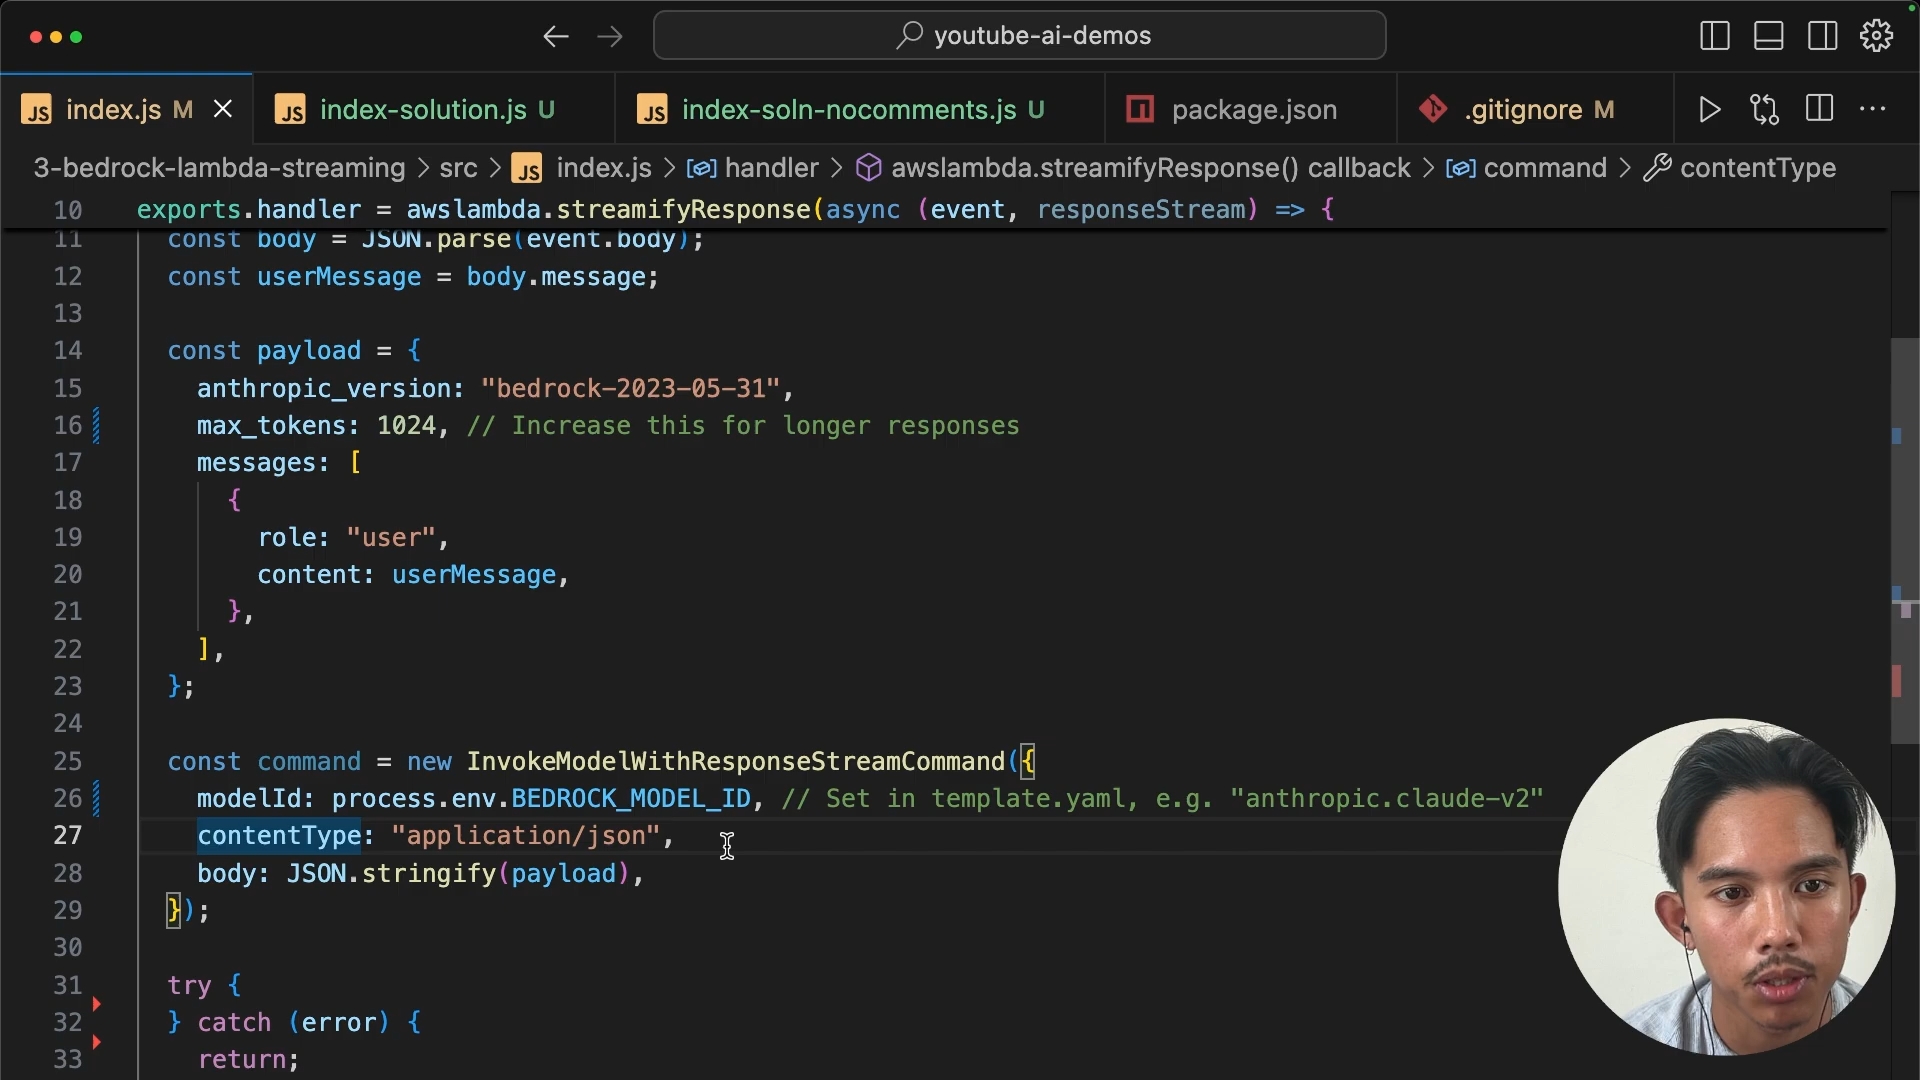 youtube-ai-demos
JS index.js M JS index-solution.js U JS index-soln-nocomments.js U package.json .gitignore M
3-bedrock-lambda-streaming > src > JS index.js > handler > awslambda.streamifyResponse() callback > command > contentType
10 exports.handler = awslambda.streamifyResponse(async (event, responseStream) => {
11 const body = JSON.parse(event.body);
12 const userMessage = body.message;
13
14 const payload = {
15 anthropic_version: "bedrock-2023-05-31",
16 max_tokens: 1024, // Increase this for longer responses
17 messages: [
18 {
19 role: "user",
20 content: userMessage,
21 },
22 ],
23 };
24
25 const command = new InvokeModelWithResponseStreamCommand({
26 modelId: process.env.BEDROCK_MODEL_ID, // Set in template.yaml, e.g. "anthropic.claude-v2"
27 contentType: "application/json",
28 body: JSON.stringify(payload),
29 });
30
31 try {
32 } catch (error) {
33 return;